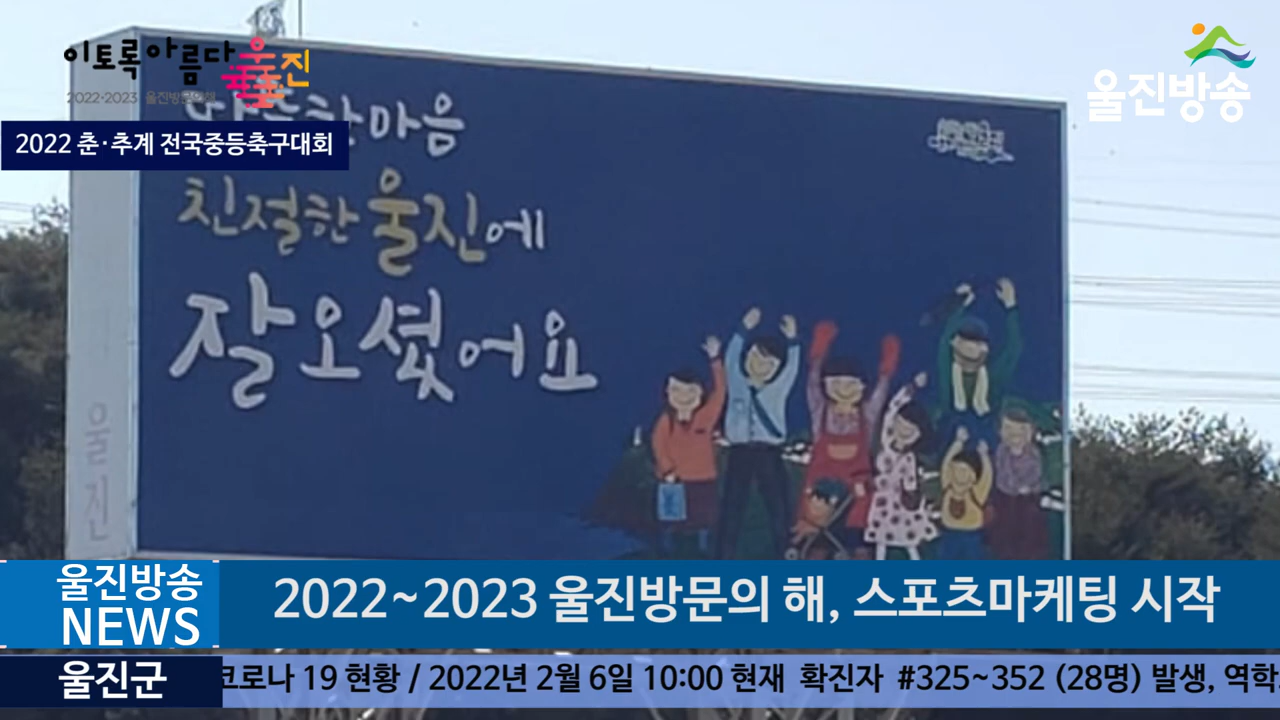 이토록아름다울진
2022·2023 울진방문의해
울진방송
2022 춘·추계 전국중등축구대회
한마음
친절한 울진에
잘 오셨어요
울진
울진방송
NEWS
2022~2023 울진방문의 해, 스포츠마케팅 시작
울진군
코로나 19 현황 / 2022년 2월 6일 10:00 현재 확진자 #325~352 (28명) 발생, 역학